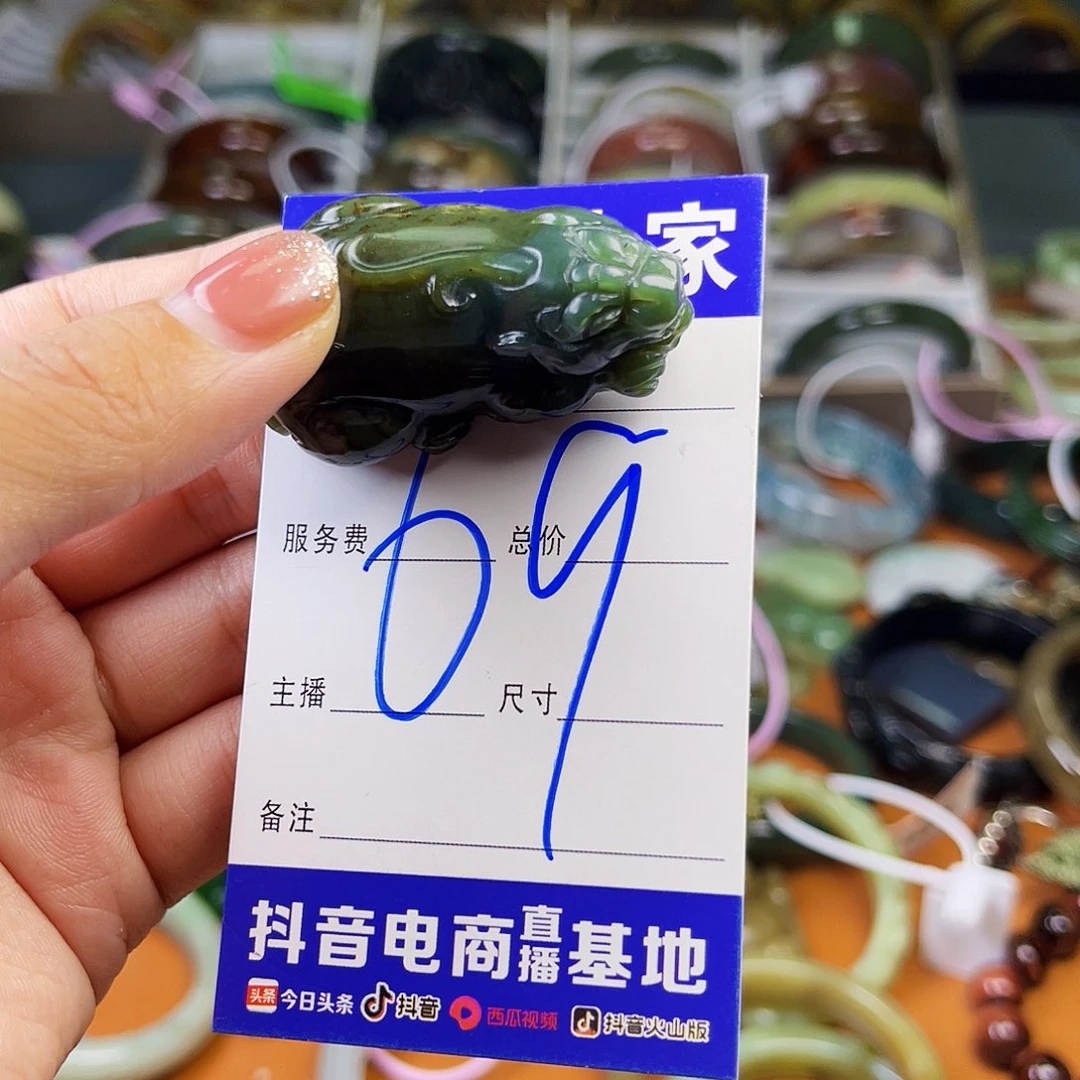 家
69
服务费 总价
主播 尺寸
备注
抖音电商直播基地
头条 今日头条 抖音 西瓜视频 抖音火山版